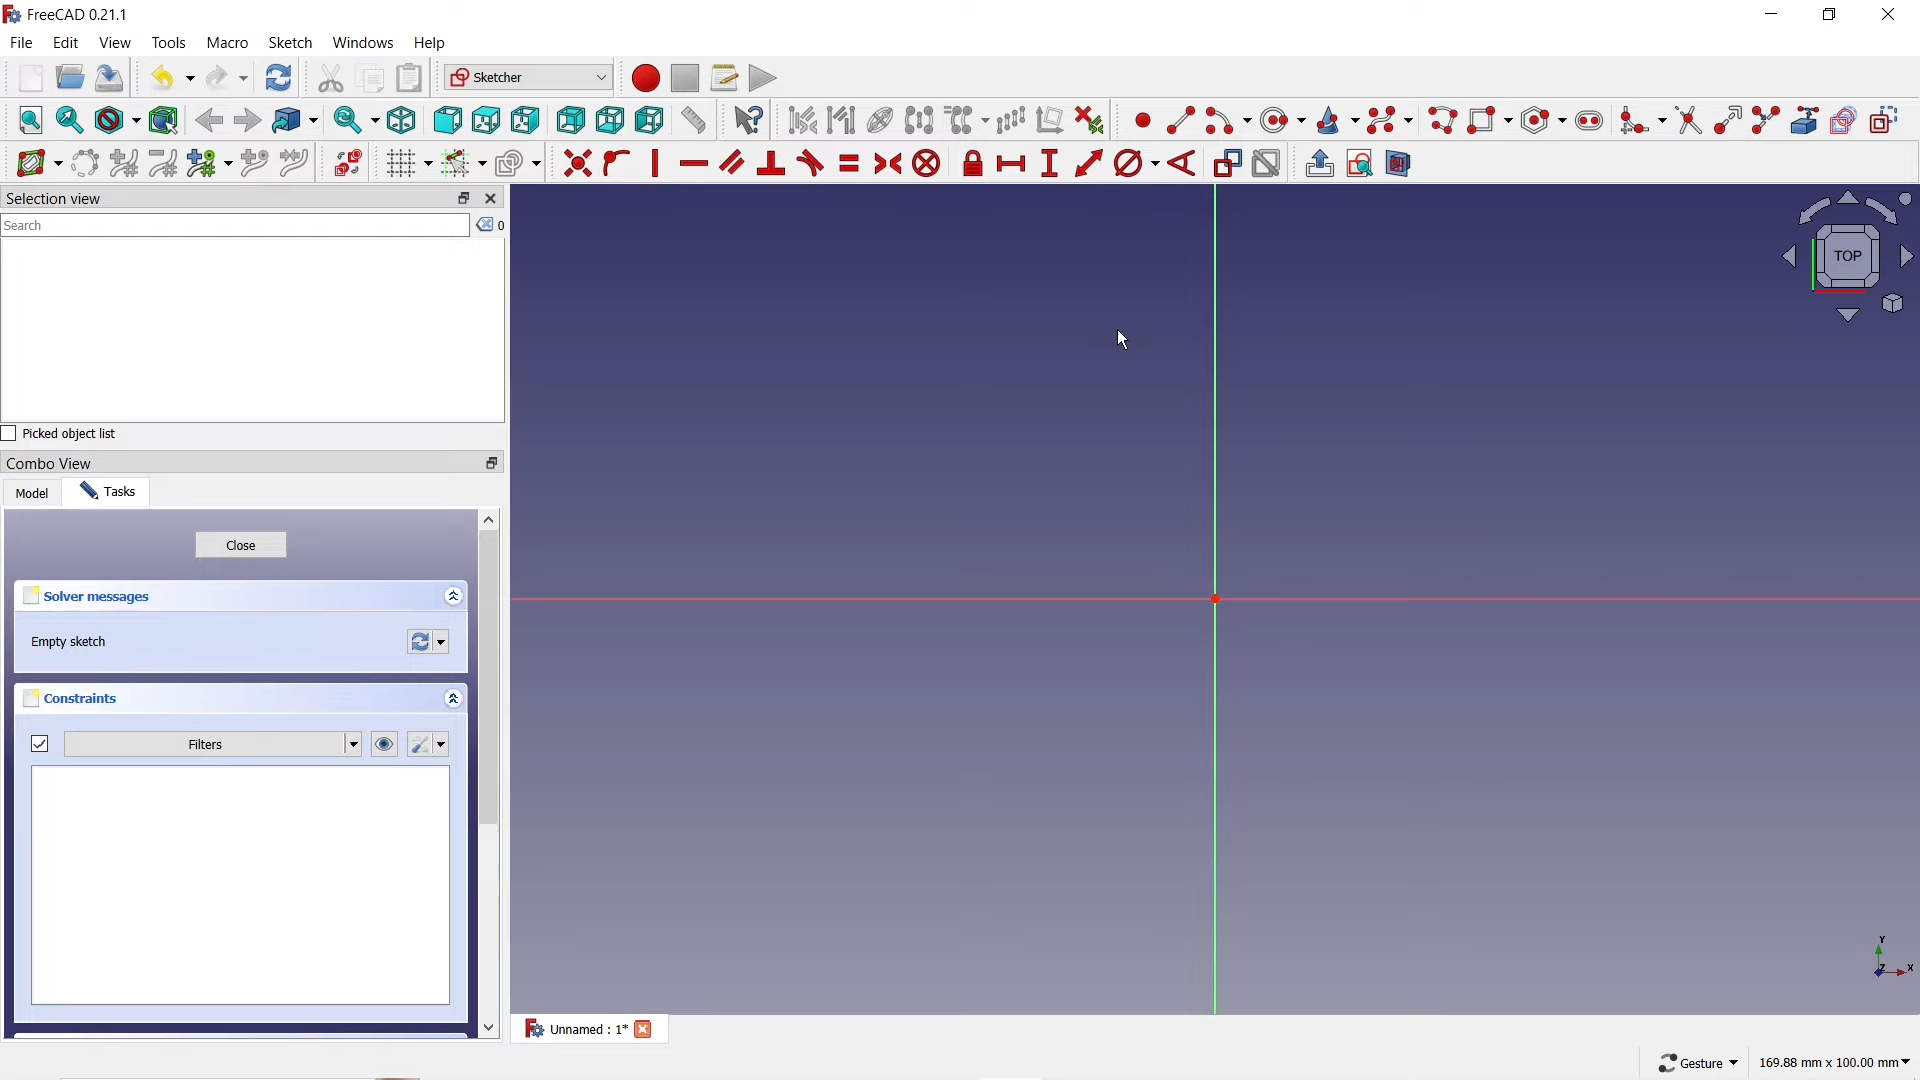 FreeCAD 0.21.1
File Edit View Tools Macro Sketch Windows Help
Sketcher
Selection view
Search
0
Picked object list
Combo View
Model Tasks
Close
Solver messages
Empty sketch
Constraints
Filters
TOP
Y
Z X
Unnamed : 1*
Gesture 169.88 mm x 100.00 mm